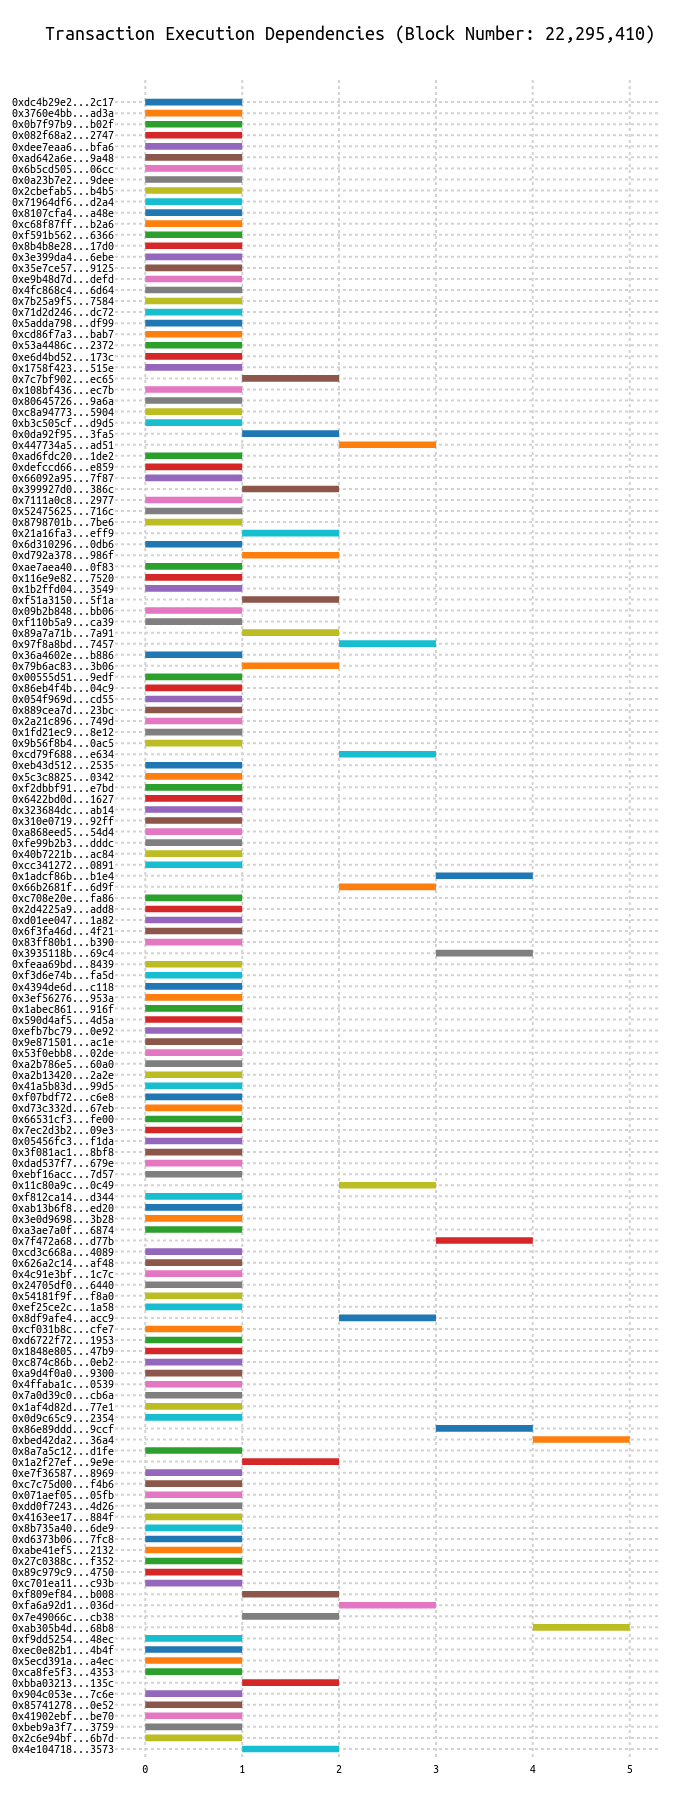 Transaction Execution Dependencies (Block Number: 22,295,410)
0xdc4b29e2...2c17
0x3760e4bb...ad3a
0x0b7f97b9...b02f
0x082f68a2...2747
0xdee7eaa6...bfa6
0xad642a6e...9a48
0x6b5cd505...06cc
0x0a23b7e2...9dee
0x2cbefab5...b4b5
0x71964df6...d2a4
0x8107cfa4...a48e
0xc68f87ff...b2a6
0xf591b562...6366
0x8b4b8e28...17d0
0x3e399da4...6ebe
0x35e7ce57...9125
0xe9b48d7d...defd
0x4fc868c4...6d64
0x7b25a9f5...7584
0x71d2d246...dc72
0x5adda798...df99
0xcd86f7a3...bab7
0x53a4486c...2372
0xe6d4bd52...173c
0x1758f423...515e
0x7c7bf902...ec65
0x108bf436...ec7b
0x80645726...9a6a
0xc8a94773...5904
0xb3c505cf...d9d5
0x0da92f95...3fa5
0x447734a5...ad51
0xad6fdc20...1de2
0xdefccd66...e859
0x66092a95...7f87
0x399927d0...386c
0x7111a0c8...2977
0x52475625...716c
0x8798701b...7be6
0x21a16fa3...eff9
0x6d310296...0db6
0xd792a378...986f
0xae7aea40...0f83
0x116e9e82...7520
0x1b2ffd04...3549
0xf51a3150...5f1a
0x09b2b848...bb06
0xf110b5a9...ca39
0x89a7a71b...7a91
0x97f8a8bd...7457
0x36a4602e...b886
0x79b6ac83...3b06
0x00555d51...9edf
0x86eb4f4b...04c9
0x054f969d...cd55
0x889cea7d...23bc
0x2a21c896...749d
0x1fd21ec9...8e12
0x9b56f8b4...0ac5
0xcd79f688...e634
0xeb43d512...2535
0x5c3c8825...0342
0xf2dbbf91...e7bd
0x6422bd0d...1627
0x323684dc...ab14
0x310e0719...92ff
0xa868eed5...54d4
0xfe99b2b3...dddc
0x40b7221b...ac84
0xcc341272...0891
0x1adcf86b...b1e4
0x66b2681f...6d9f
0xc708e20e...fa86
0x2d4225a9...add8
0xd01ee047...1a82
0x6f3fa46d...4f21
0x83ff80b1...b390
0x3935118b...69c4
0xfeaa69bd...8439
0xf3d6e74b...fa5d
0x4394de6d...c118
0x3ef56276...953a
0x1abec861...916f
0x590d4af5...4d5a
0xefb7bc79...0e92
0x9e871501...ac1e
0x53f0ebb8...02de
0xa2b786e5...60a0
0xa2b13420...2a2e
0x41a5b83d...99d5
0xf07bdf72...c6e8
0xd73c332d...67eb
0x66531cf3...fe00
0x7ec2d3b2...09e3
0x05456fc3...f1da
0x3f081ac1...8bf8
0xdad537f7...679e
0xebf16acc...7d57
0x11c80a9c...0c49
0xf812ca14...d344
0xab13b6f8...ed20
0x3e0d9698...3b28
0xa3ae7a0f...6874
0x7f472a68...d77b
0xcd3c668a...4089
0x626a2c14...af48
0x4c91e3bf...1c7c
0x24705df0...6440
0x54181f9f...f8a0
0xef25ce2c...1a58
0x8df9afe4...acc9
0xcf031b8c...cfe7
0xd6722f72...1953
0x1848e805...47b9
0xc874c86b...0eb2
0xa9d4f0a0...9300
0x4ffaba1c...0539
0x7a0d39c0...cb6a
0x1af4d82d...77e1
0x0d9c65c9...2354
0x86e89ddd...9ccf
0xbed42da2...36a4
0x8a7a5c12...d1fe
0x1a2f27ef...9e9e
0xe7f36587...8969
0xc7c75d00...f4b6
0x071aef05...05fb
0xdd0f7243...4d26
0x4163ee17...884f
0x8b735a40...6de9
0xd6373b06...7fc8
0xabe41ef5...2132
0x27c0388c...f352
0x89c979c9...4750
0xc701ea11...c93b
0xf809ef84...b008
0xfa6a92d1...036d
0x7e49066c...cb38
0xab305b4d...68b8
0xf9dd5254...48ec
0xec0e82b1...4b4f
0x5ecd391a...a4ec
0xca8fe5f3...4353
0xbba03213...135c
0x904c053e...7c6e
0x85741278...0e52
0x41902ebf...be70
0xbeb9a3f7...3759
0x2c6e94bf...6b7d
0x4e104718...3573
0 1 2 3 4 5